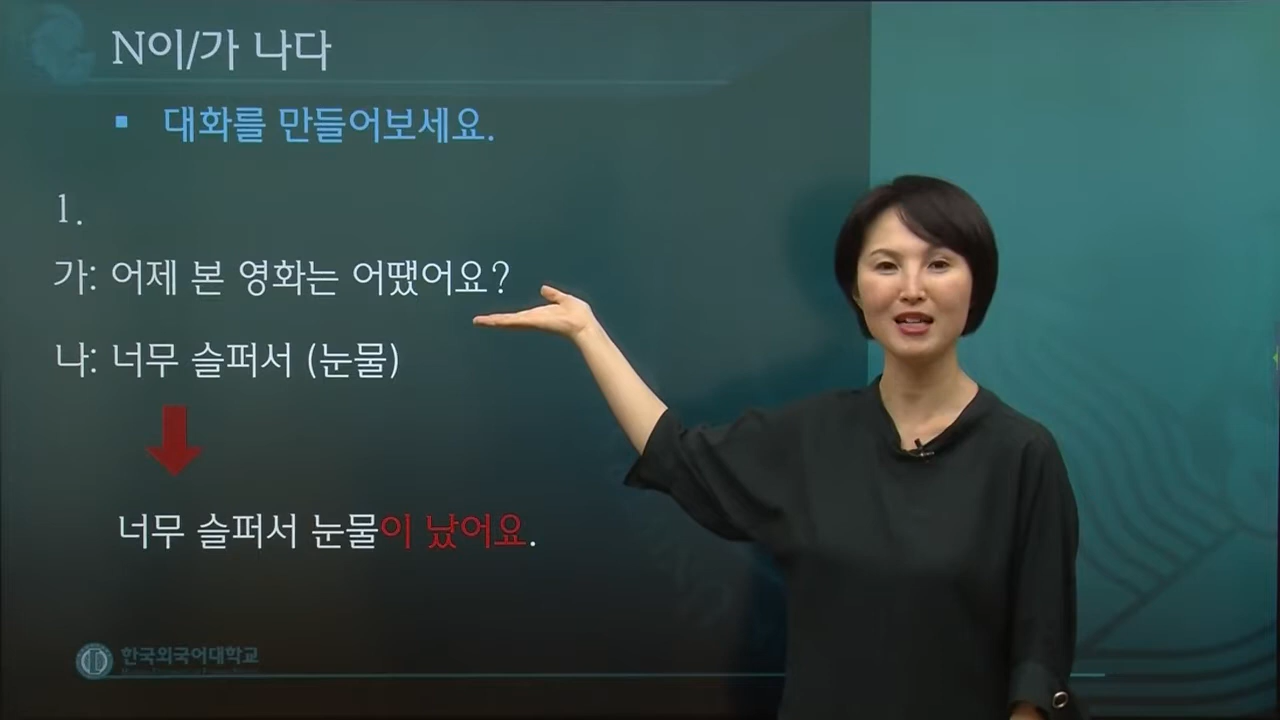 N이/가 나다
▪ 대화를 만들어보세요.
1.
가: 어제 본 영화는 어땠어요?
나: 너무 슬퍼서 (눈물)
너무 슬퍼서 눈물이 났어요.
한국외국어대학교